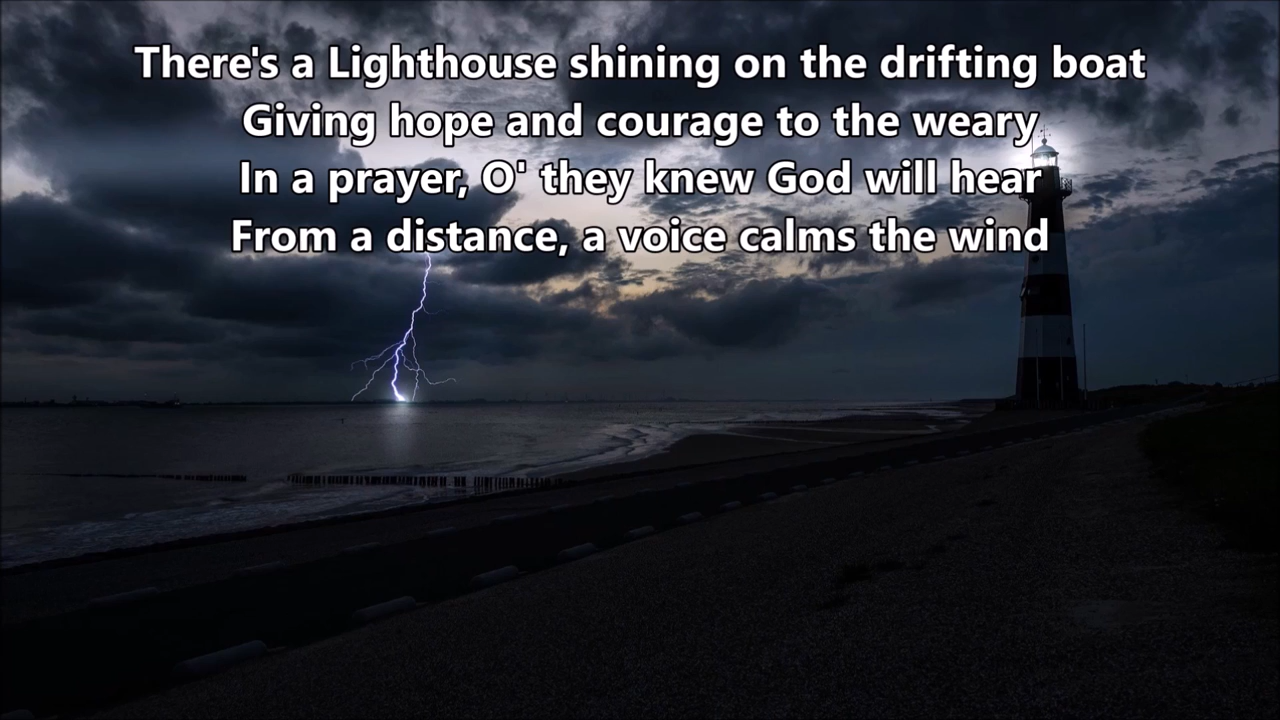 There's a Lighthouse shining on the drifting boat
Giving hope and courage to the weary
In a prayer, O' they knew God will hear
From a distance, a voice calms the wind